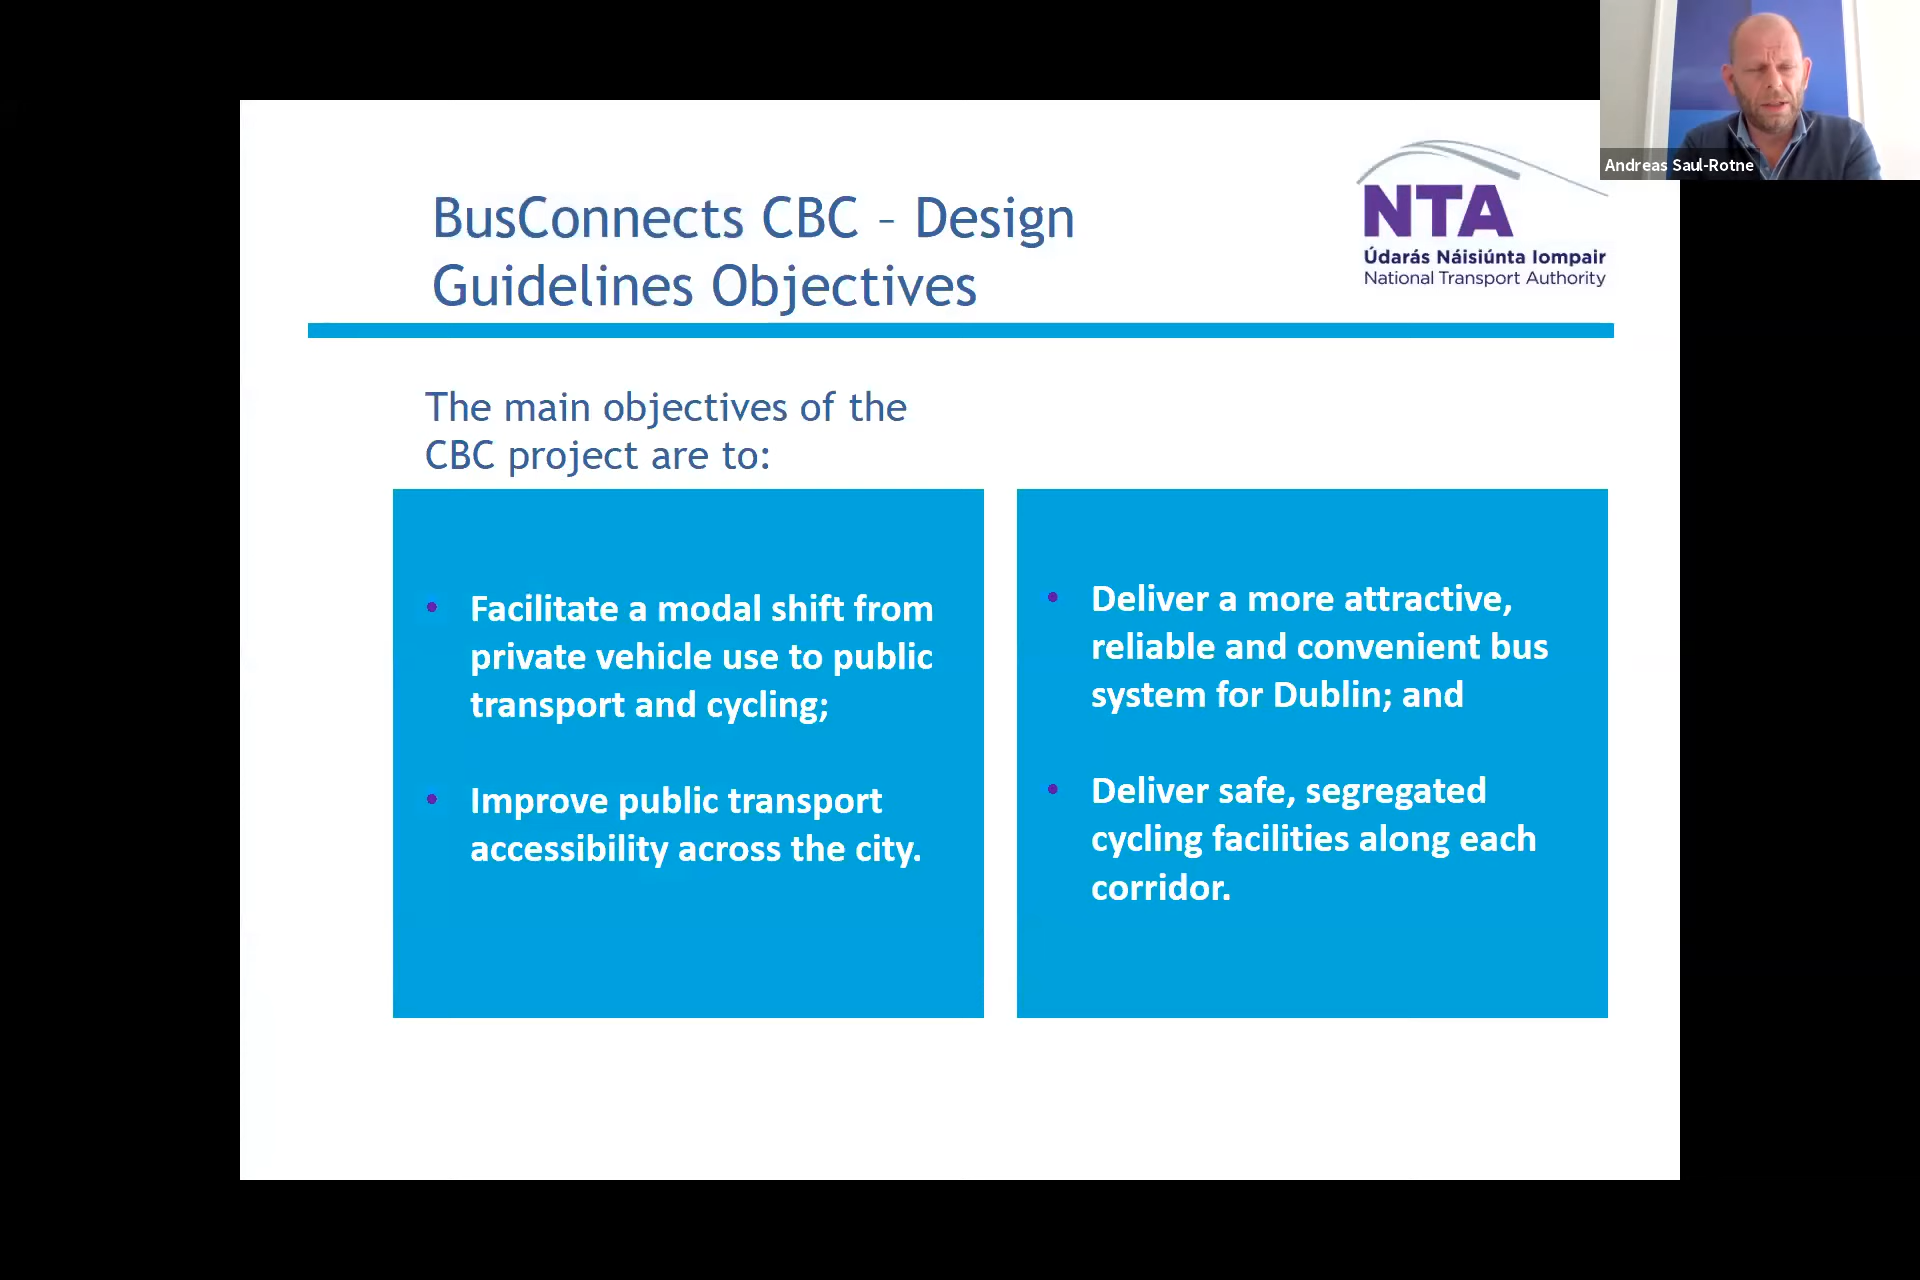 Andreas Saul-Rotne
BusConnects CBC – Design
Guidelines Objectives
NTA
Údarás Náisiúnta Iompair
National Transport Authority
The main objectives of the
CBC project are to:
• Facilitate a modal shift from
private vehicle use to public
transport and cycling;
• Improve public transport
accessibility across the city.
• Deliver a more attractive,
reliable and convenient bus
system for Dublin; and
• Deliver safe, segregated
cycling facilities along each
corridor.